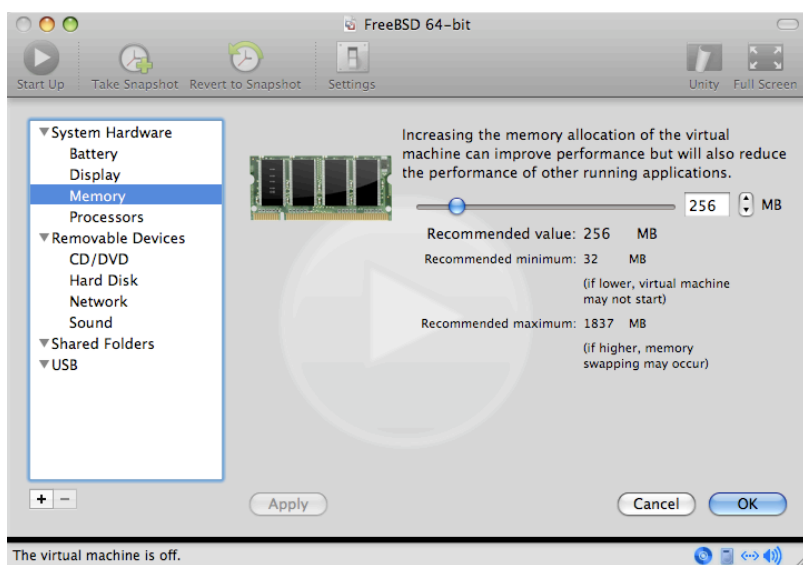 FreeBSD 64-bit
Start Up Take Snapshot Revert to Snapshot Settings Unity Full Screen
System Hardware
Battery
Display
Memory
Processors
Removable Devices
CD/DVD
Hard Disk
Network
Sound
Shared Folders
USB
Increasing the memory allocation of the virtual
machine can improve performance but will also reduce
the performance of other running applications.
256 MB
Recommended value: 256 MB
Recommended minimum: 32 MB
(if lower, virtual machine
may not start)
Recommended maximum: 1837 MB
(if higher, memory
swapping may occur)
+ −
Apply Cancel OK
The virtual machine is off.